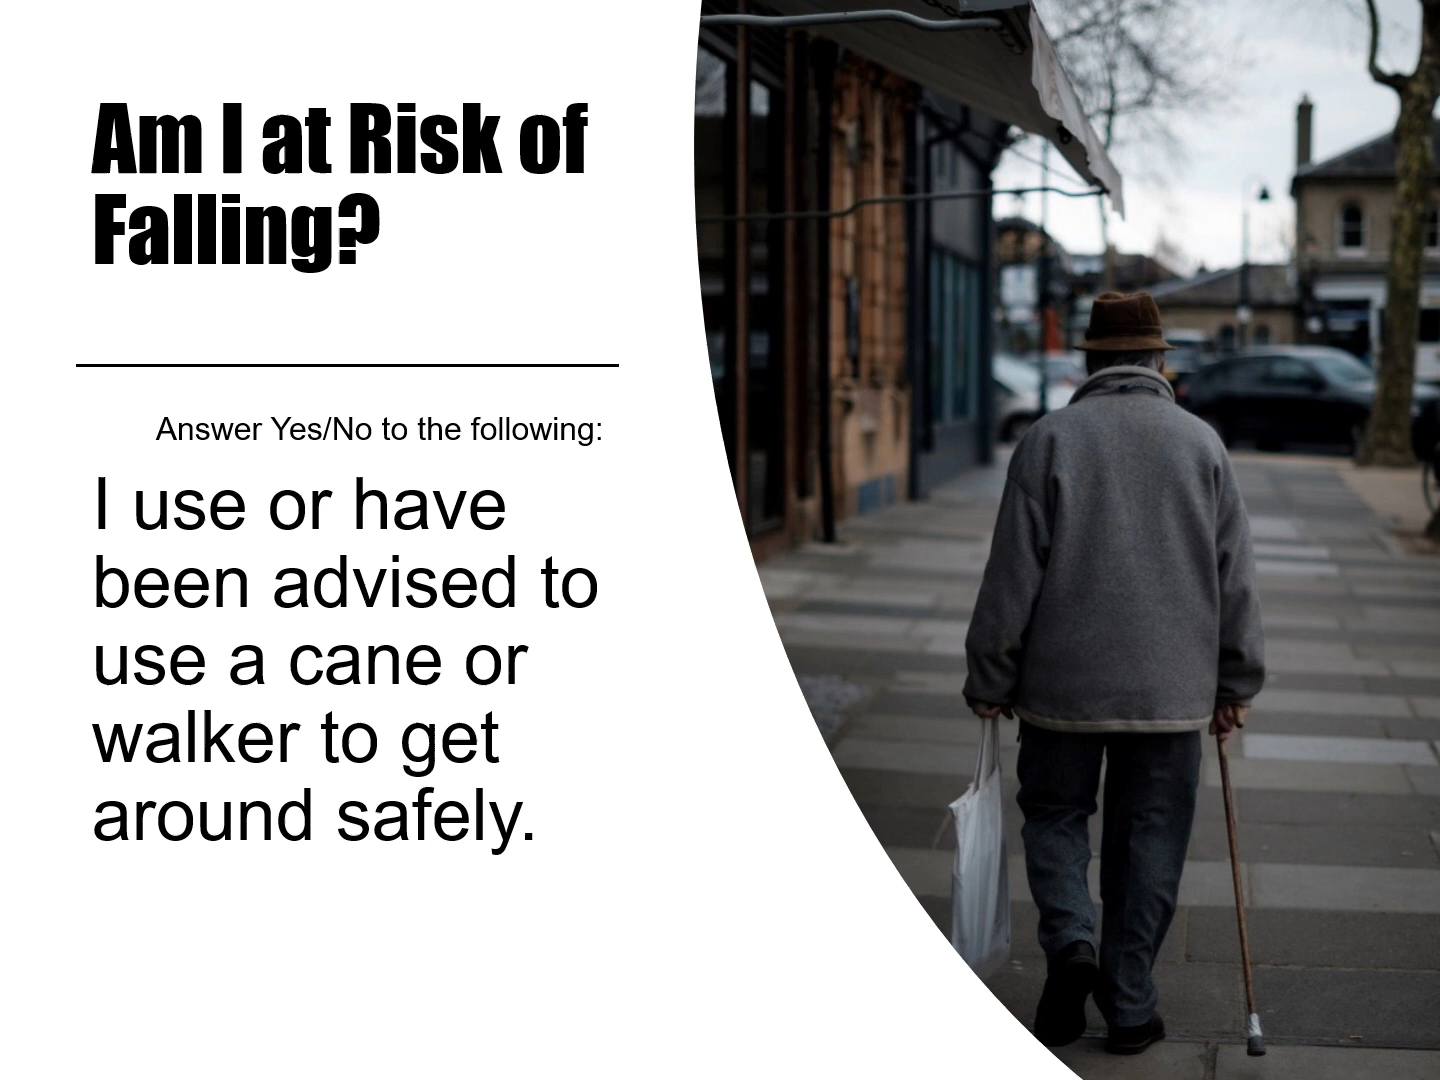 Am I at Risk of
Falling?
Answer Yes/No to the following:
I use or have
been advised to
use a cane or
walker to get
around safely.